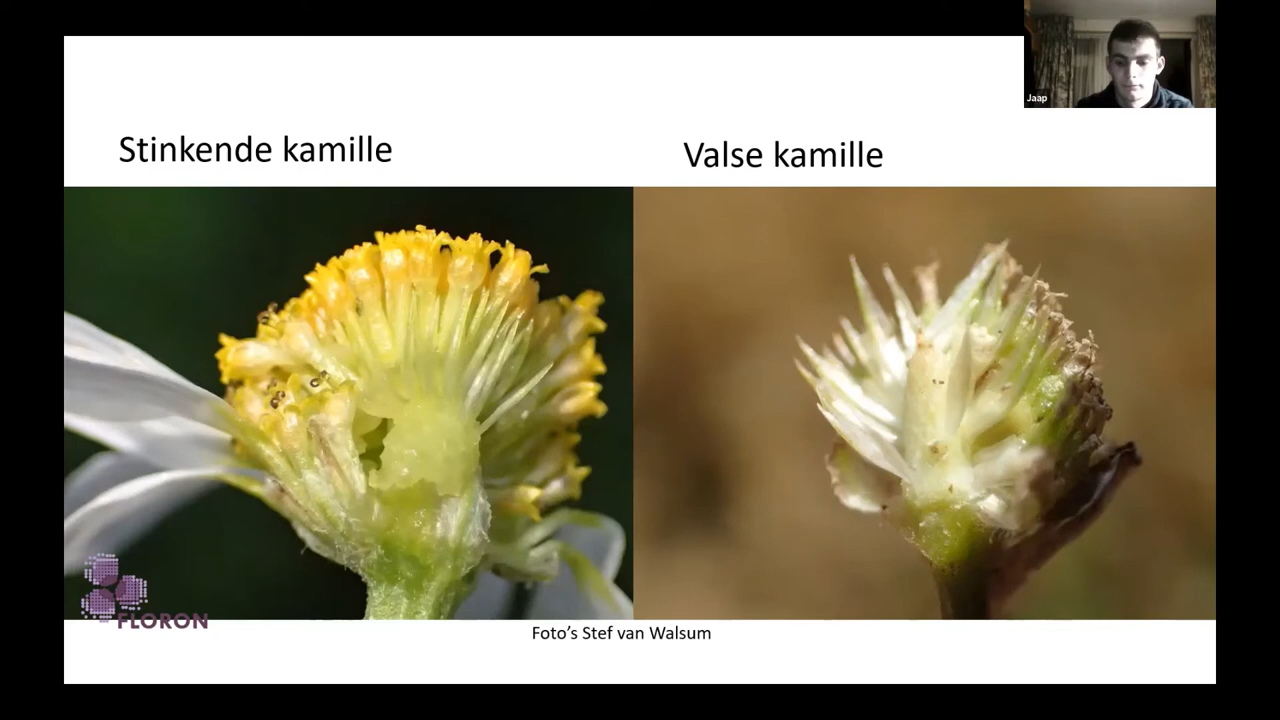 Jaap
Stinkende kamille
Valse kamille
FLORON
Foto’s Stef van Walsum